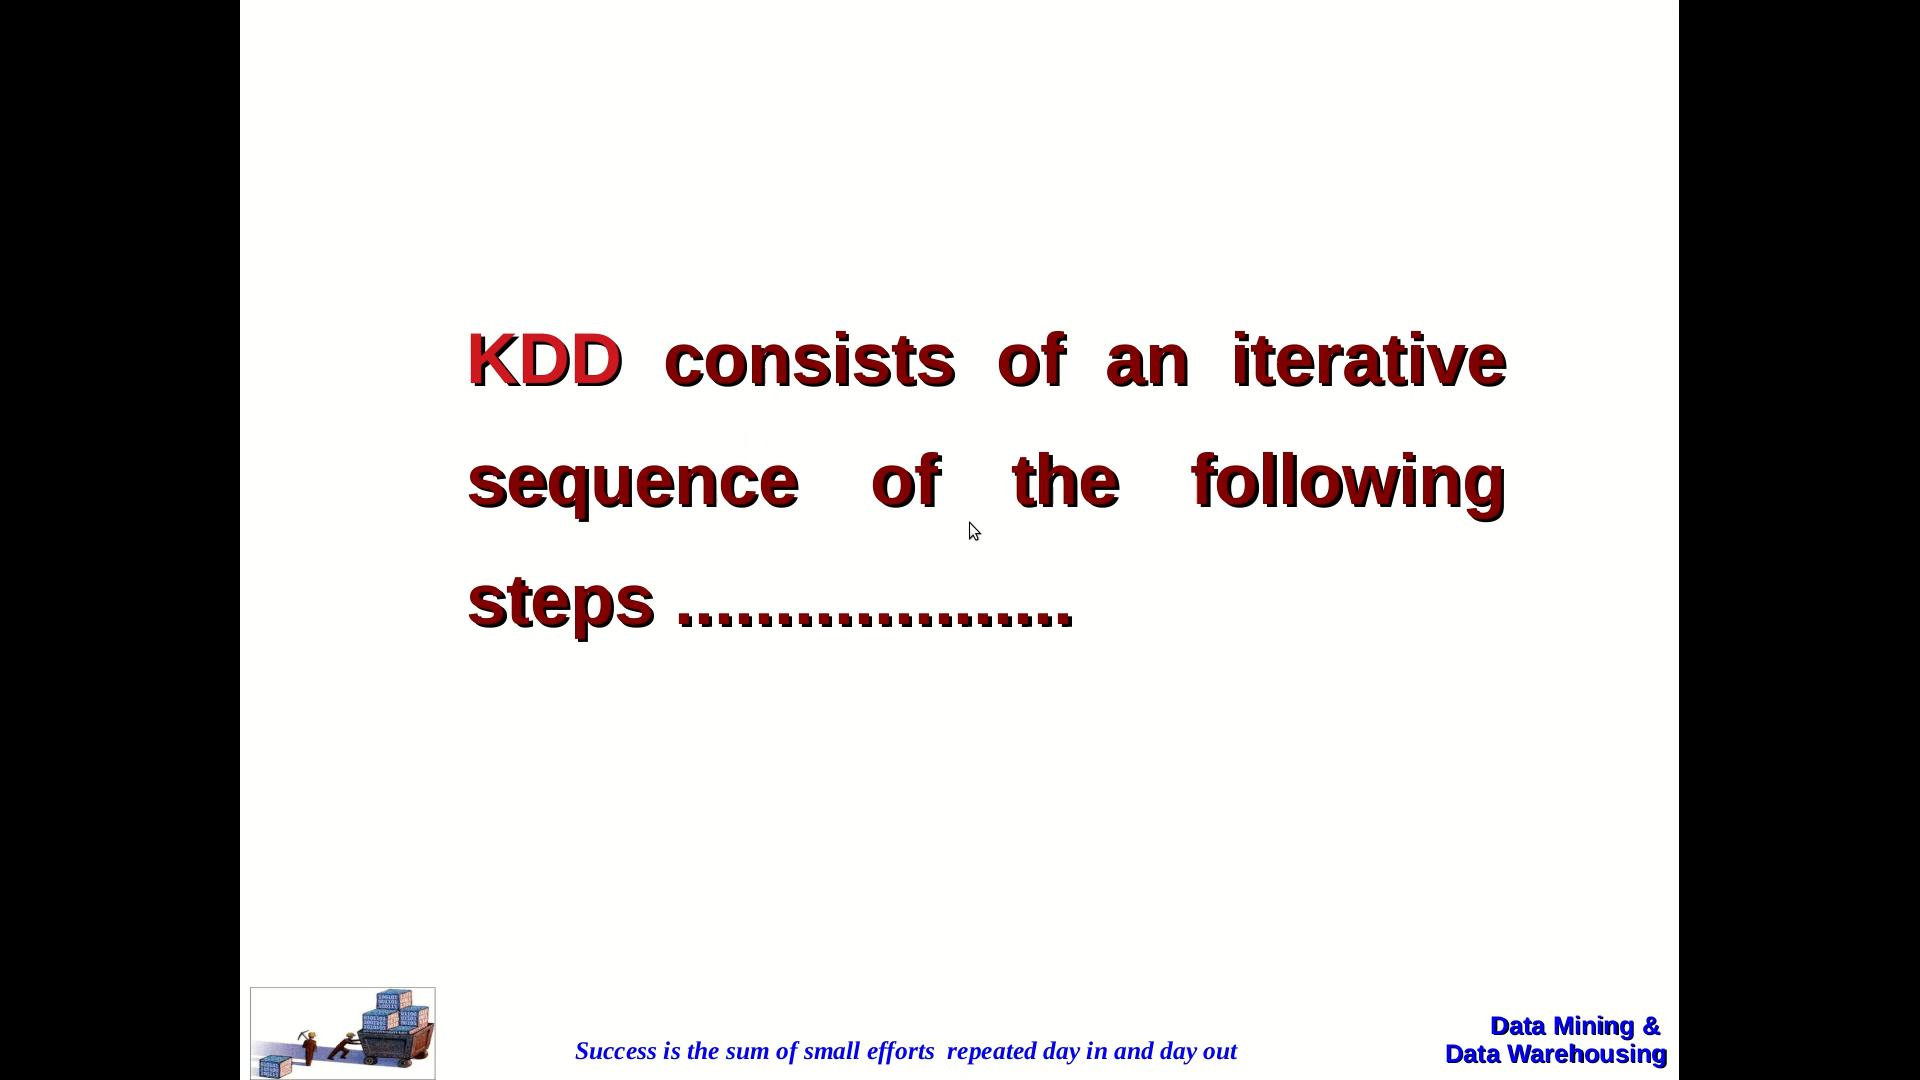 KDD consists of an iterative
sequence of the following
steps ....................
Success is the sum of small efforts  repeated day in and day out
Data Mining &
Data Warehousing